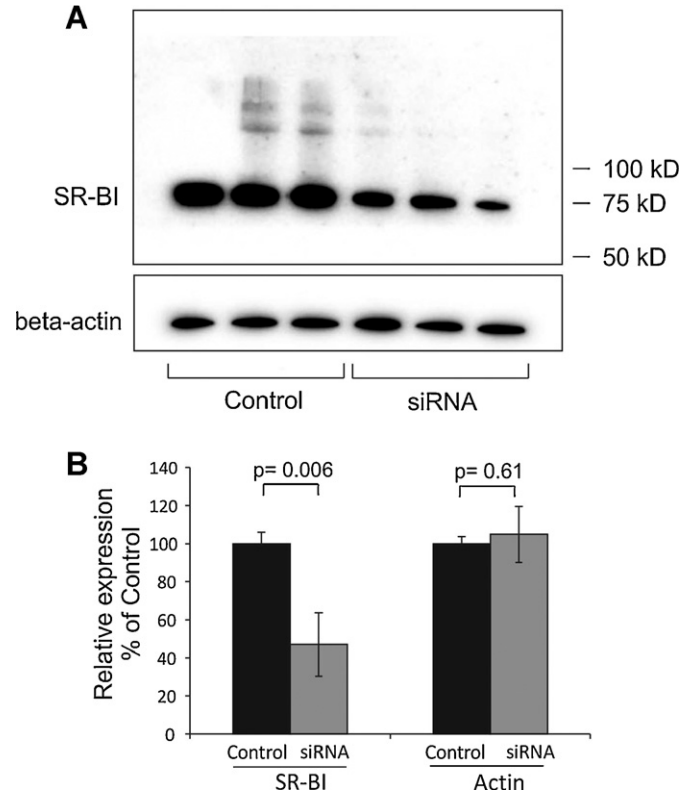 A
SR-BI
100 kD
75 kD
50 kD
beta-actin
Control siRNA
B
Relative expression
% of Control
140
120
100
80
60
40
20
0
p= 0.006
p= 0.61
Control siRNA Control siRNA
SR-BI Actin